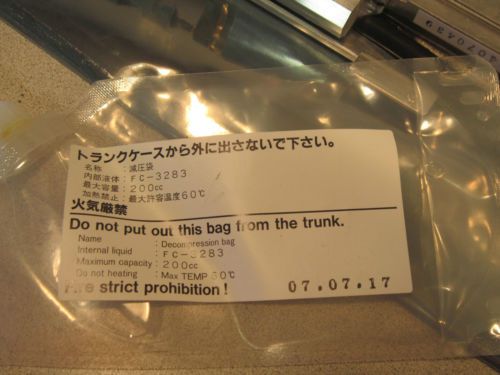 トランクケースから外に出さないで下さい。
名称 : 減圧袋
内部液体 : FC-3283
最大容量 : 200cc
加熱禁止 : 最大許容温度60℃
火気厳禁
Do not put out this bag from the trunk.
Name : Decompression bag
Internal liquid : FC-3283
Maximum capacity : 200cc
Do not heating : Max TEMP 60℃
Fire strict prohibition!
07.07.17